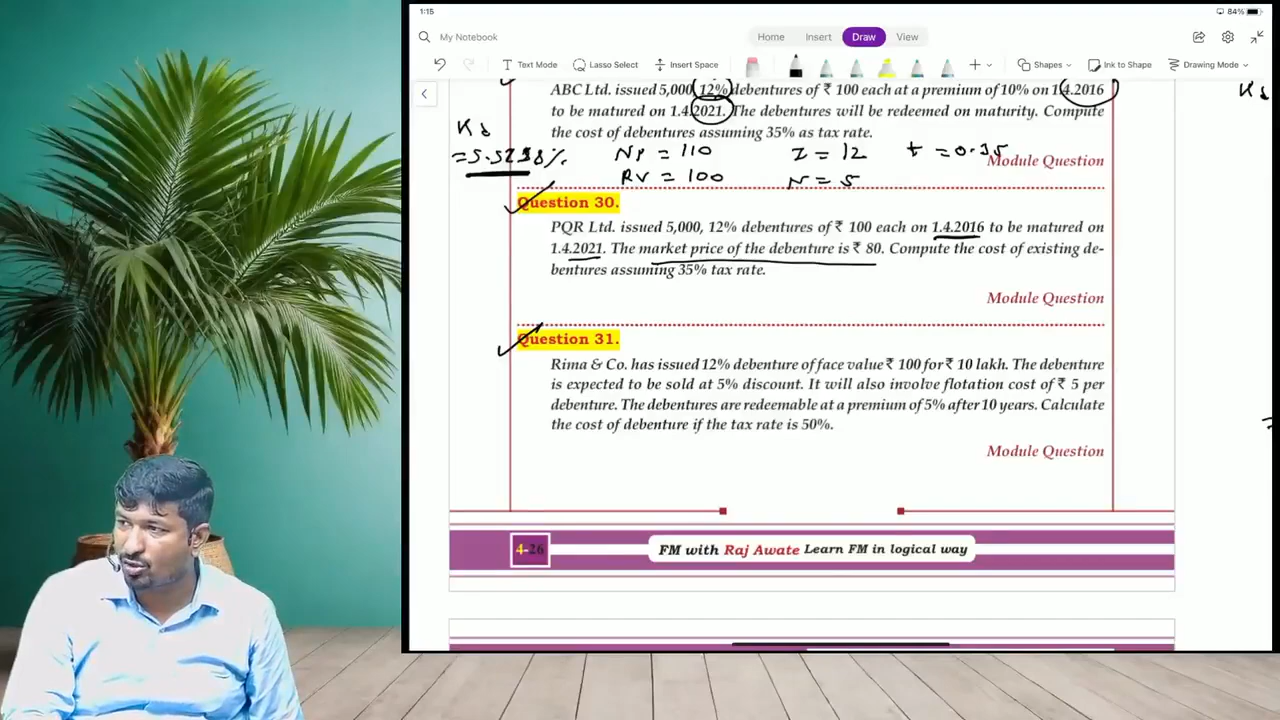 1:15
84%
My Notebook
Home Insert Draw View
Text Mode Lasso Select Insert Space Shapes Ink to Shape Drawing Mode
ABC Ltd. issued 5,000, 12% debentures of ₹ 100 each at a premium of 10% on 1.4.2016
to be matured on 1.4.2021. The debentures will be redeemed on maturity. Compute
the cost of debentures assuming 35% as tax rate.
Kd
NP = 110 I = 12 t = 0.35
Module Question
RV = 100 N = 5
Question 30.
PQR Ltd. issued 5,000, 12% debentures of ₹ 100 each on 1.4.2016 to be matured on
1.4.2021. The market price of the debenture is ₹ 80. Compute the cost of existing de-
bentures assuming 35% tax rate.
Module Question
Question 31.
Rima & Co. has issued 12% debenture of face value ₹ 100 for ₹ 10 lakh. The debenture
is expected to be sold at 5% discount. It will also involve flotation cost of ₹ 5 per
debenture. The debentures are redeemable at a premium of 5% after 10 years. Calculate
the cost of debenture if the tax rate is 50%.
Module Question
4-26
FM with Raj Awate Learn FM in logical way